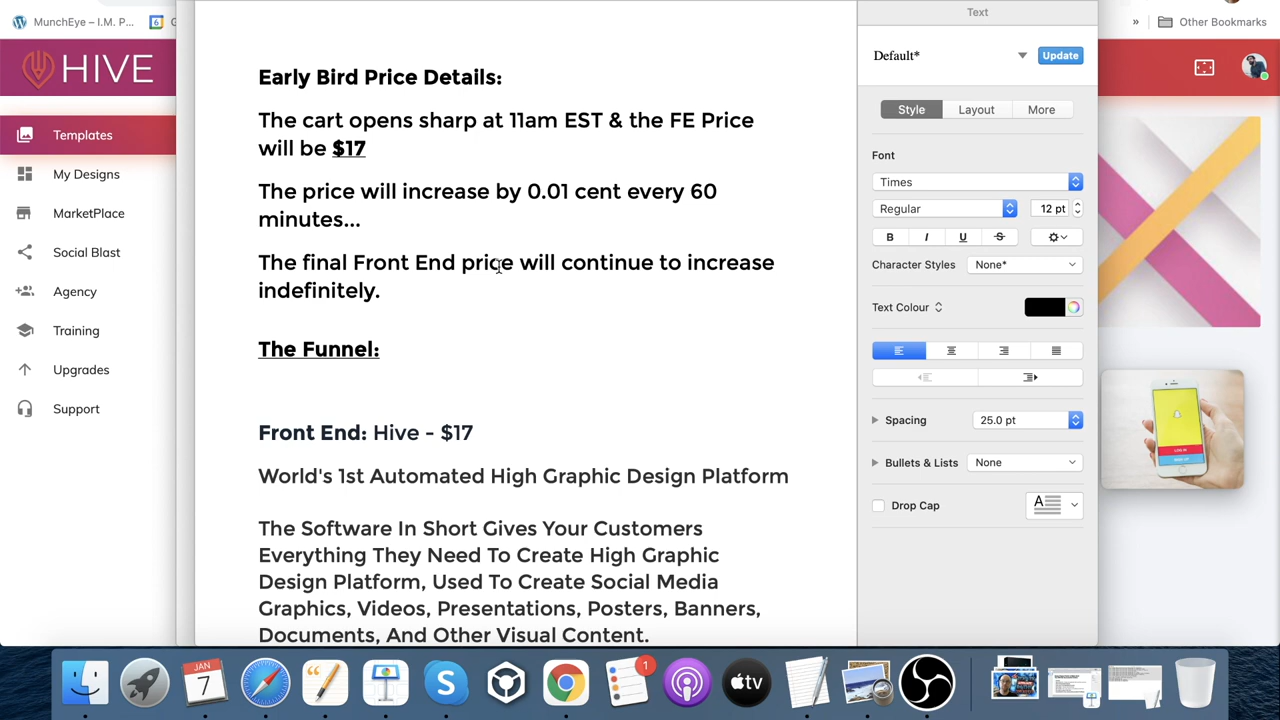 MunchEye – I.M. P...
6
G
»
Other Bookmarks
HIVE
Templates
My Designs
MarketPlace
Social Blast
Agency
Training
Upgrades
Support
Early Bird Price Details:
The cart opens sharp at 11am EST & the FE Price
will be $17
The price will increase by 0.01 cent every 60
minutes...
The final Front End price will continue to increase
indefinitely.
The Funnel:
Front End: Hive - $17
World's 1st Automated High Graphic Design Platform
The Software In Short Gives Your Customers
Everything They Need To Create High Graphic
Design Platform, Used To Create Social Media
Graphics, Videos, Presentations, Posters, Banners,
Documents, And Other Visual Content.
Text
Default*
Update
Style
Layout
More
Font
Times
Regular
12 pt
B I U S
Character Styles
None*
Text Colour
Spacing
25.0 pt
Bullets & Lists
None
Drop Cap
A
JAN
7
S
1
tv